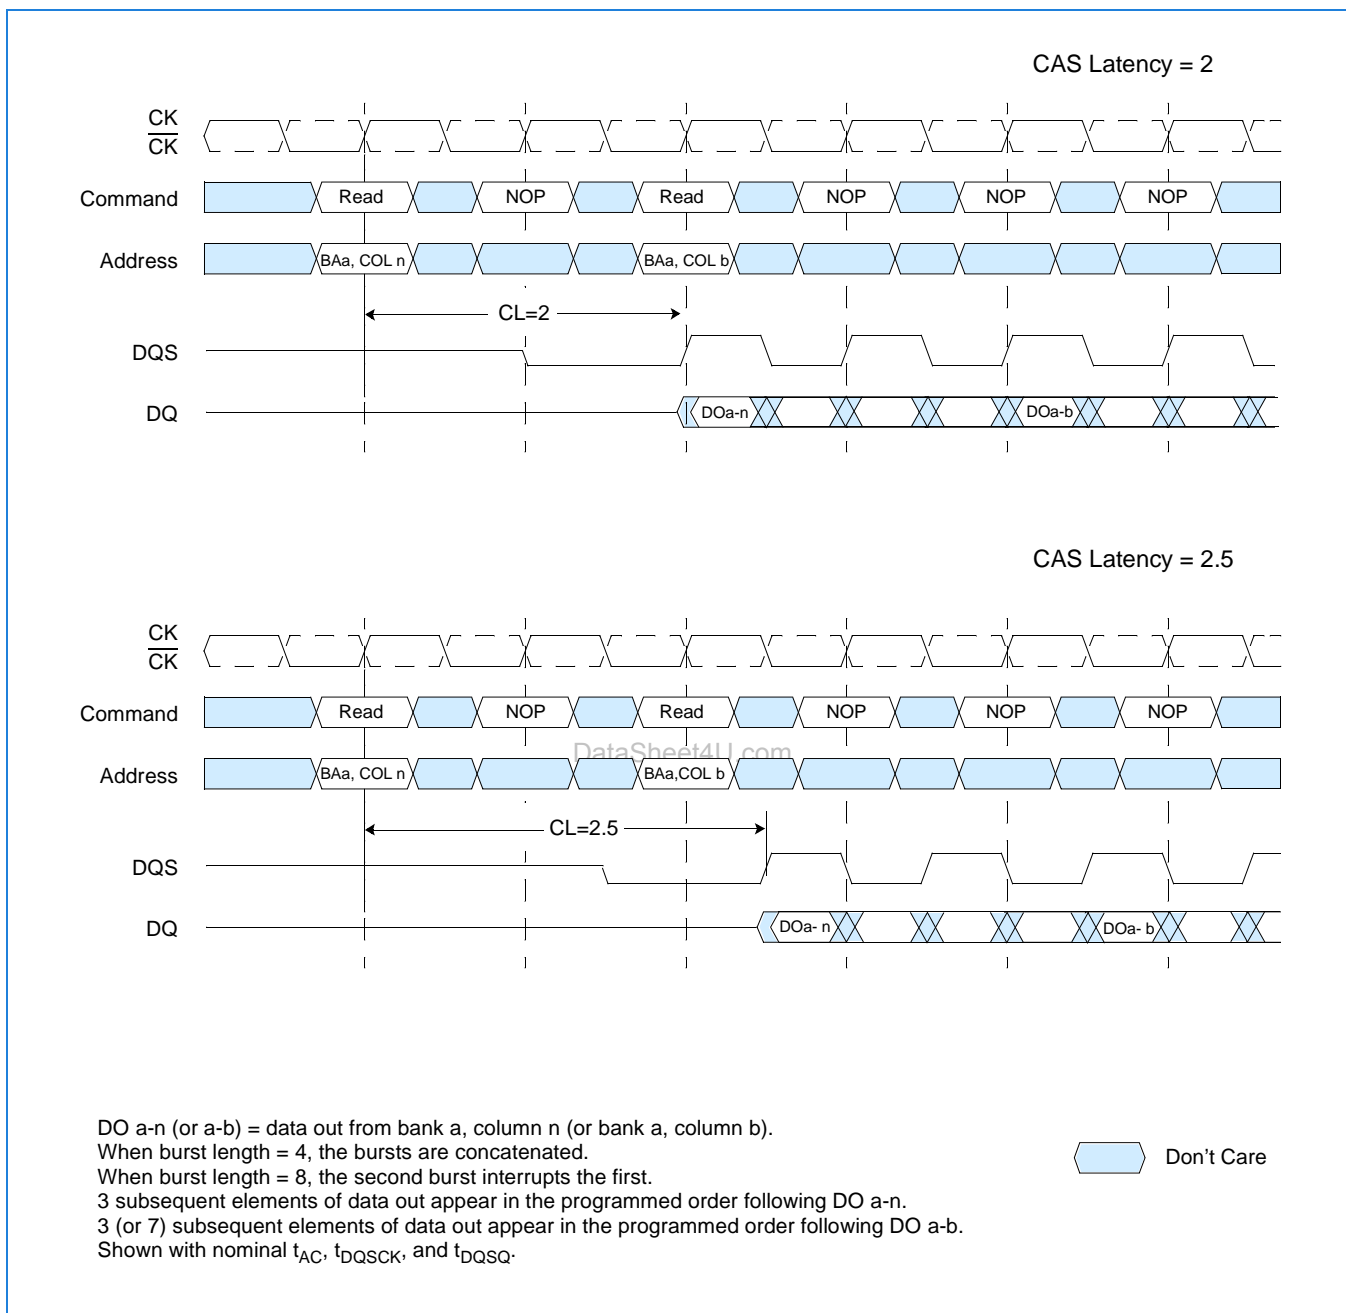 CAS Latency = 2
CK
CK
Command Read NOP Read NOP NOP NOP
Address BAa, COL n BAa, COL b
CL=2
DQS
DQ DOa-n DOa-b
CAS Latency = 2.5
CK
CK
Command Read NOP Read NOP NOP NOP
DataSheet4U.com
Address BAa, COL n BAa,COL b
CL=2.5
DQS
DQ DOa- n DOa- b
DO a-n (or a-b) = data out from bank a, column n (or bank a, column b).
When burst length = 4, the bursts are concatenated.
When burst length = 8, the second burst interrupts the first.
3 subsequent elements of data out appear in the programmed order following DO a-n.
3 (or 7) subsequent elements of data out appear in the programmed order following DO a-b.
Shown with nominal tAC, tDQSCK, and tDQSQ.
Don't Care